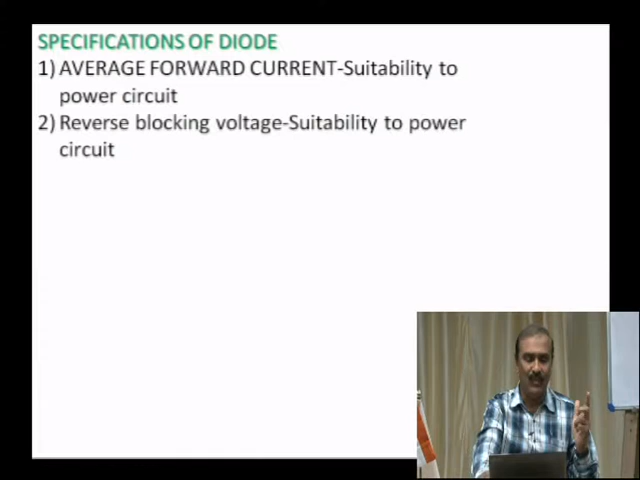 SPECIFICATIONS OF DIODE
1) AVERAGE FORWARD CURRENT-Suitability to
power circuit
2) Reverse blocking voltage-Suitability to power
circuit